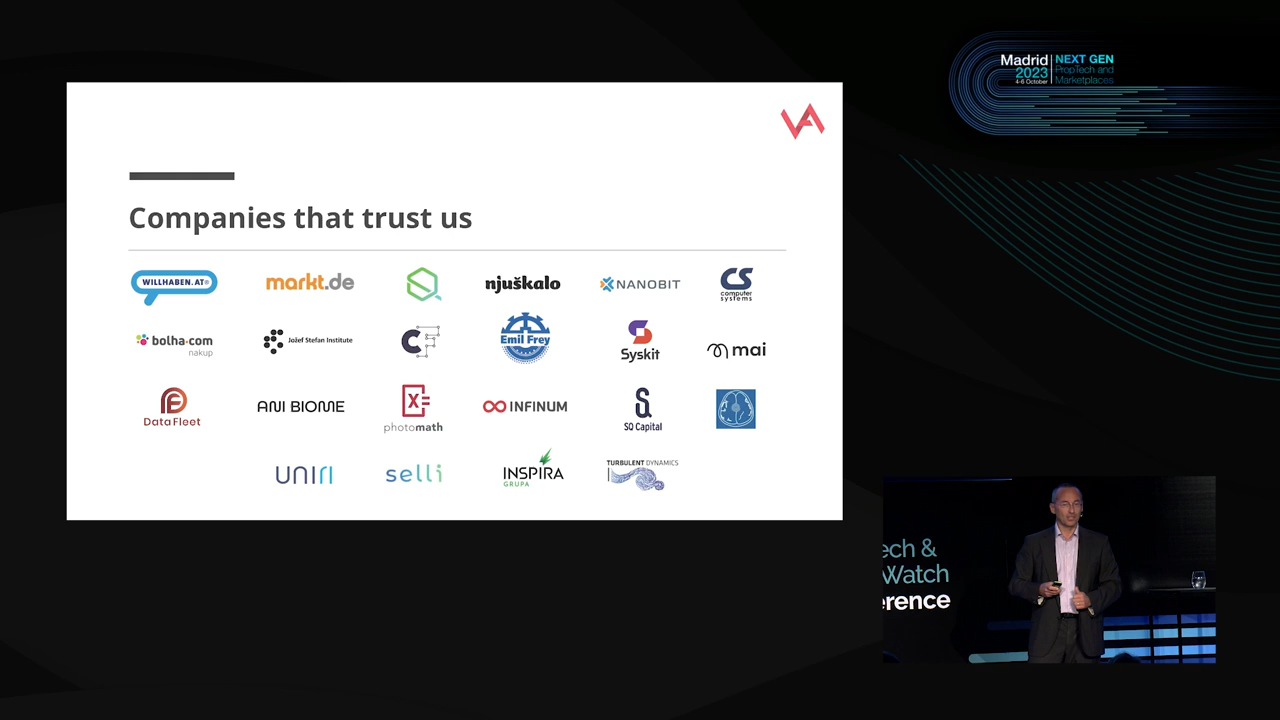 Madrid
2023
4-6 October
NEXT GEN
PropTech and
Marketplaces
Companies that trust us
WILLHABEN.AT
markt.de
njuškalo
NANOBIT
CS
computer
systems
bolha·com
nakup
Jožef Stefan Institute
CF
Emil Frey
Syskit
mai
DataFleet
ANI BIOME
X
photomath
INFINUM
SQ Capital
UNIRI
selli
INSPIRA
GRUPA
TURBULENT DYNAMICS
ech &
Watch
erence